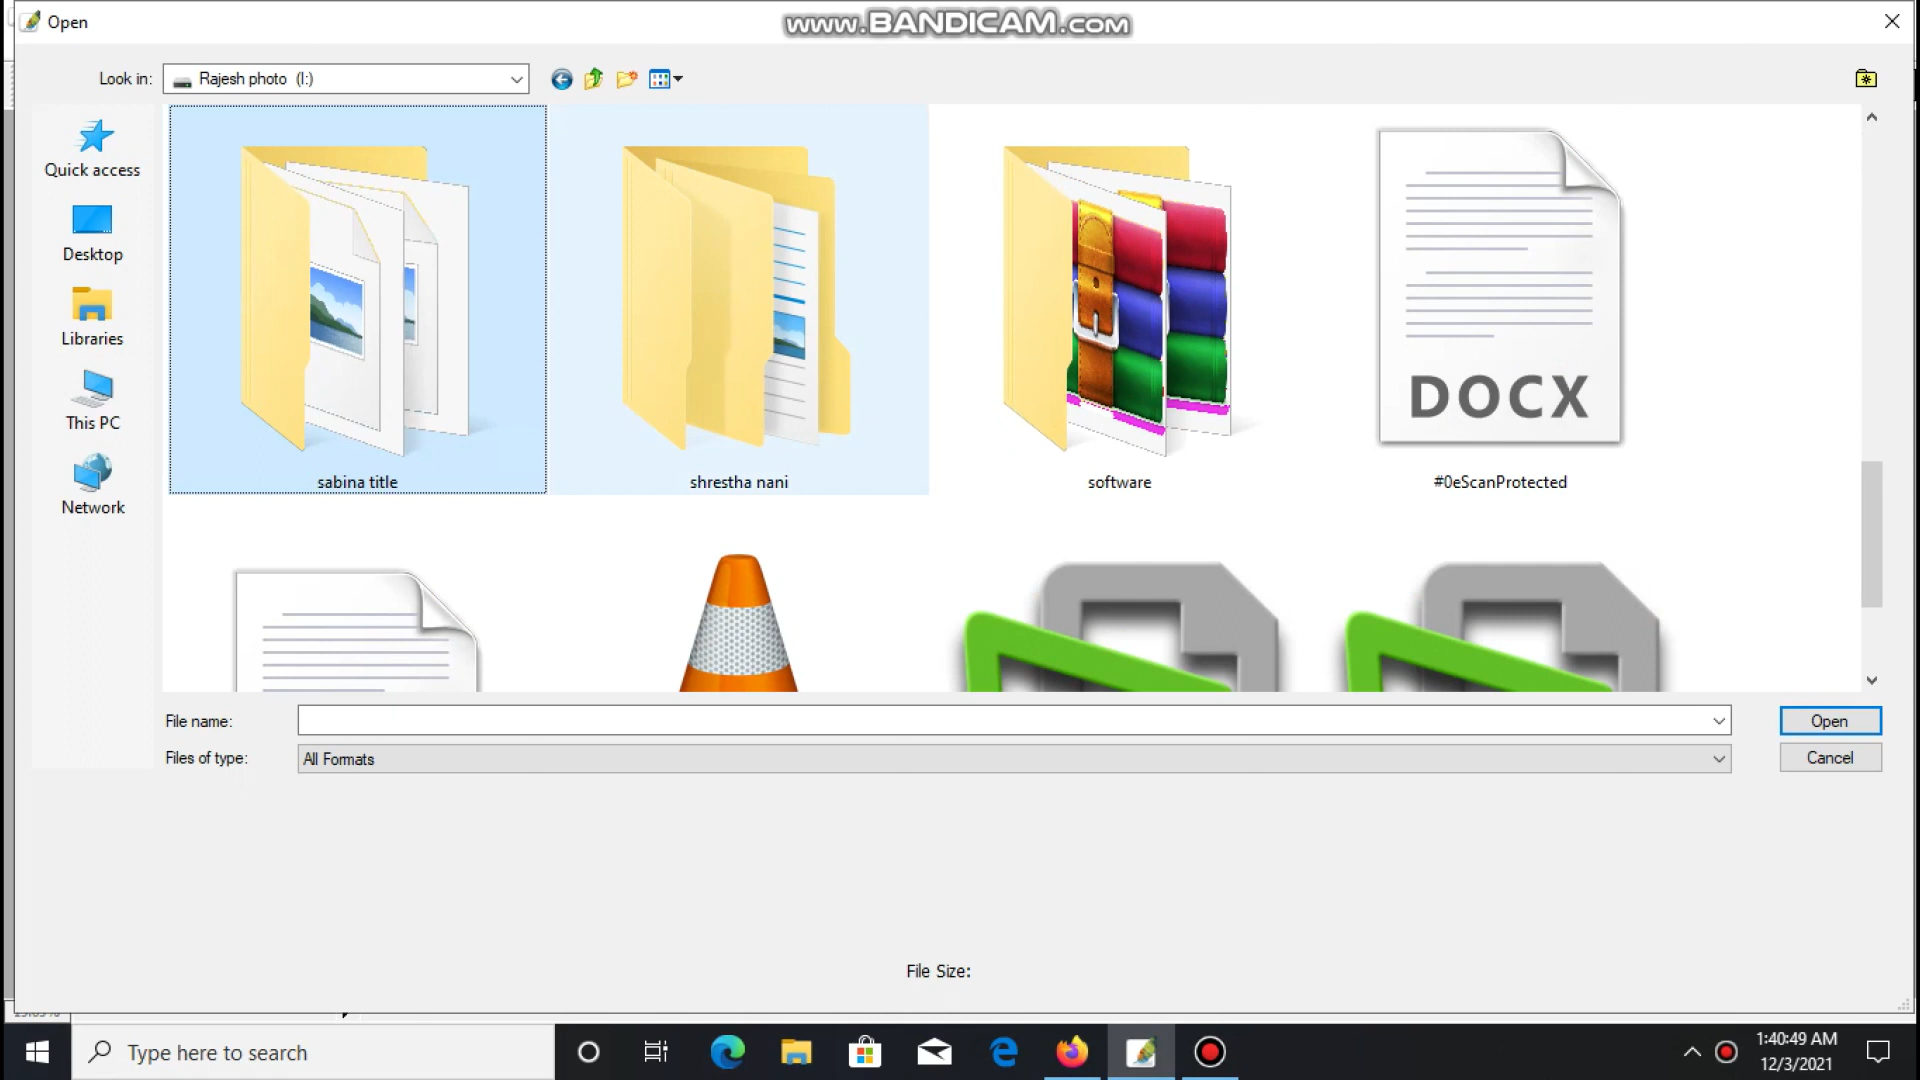 Open
www.BANDICAM.com
Look in:
Rajesh photo (I:)
Quick access
Desktop
Libraries
This PC
Network
DOCX
sabina title
shrestha nani
software
#0eScanProtected
File name:
Open
Files of type:
All Formats
Cancel
File Size:
Type here to search
1:40:49 AM
12/3/2021